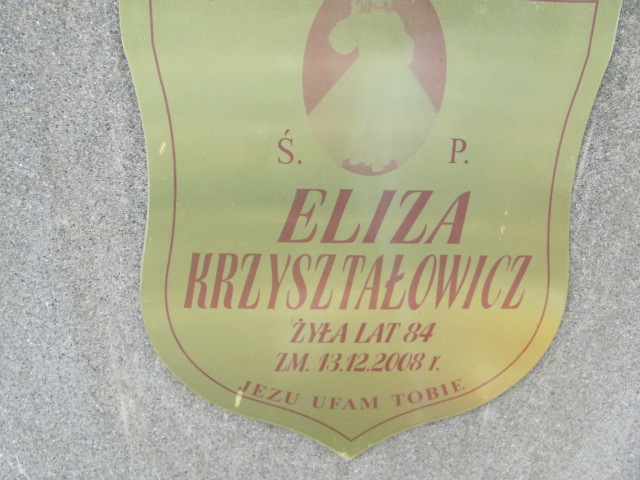 Ś. P.
ELIZA
KRZYSZTAŁOWICZ
ŻYŁA LAT 84
ZM. 13.12.2008 r.
JEZU UFAM TOBIE